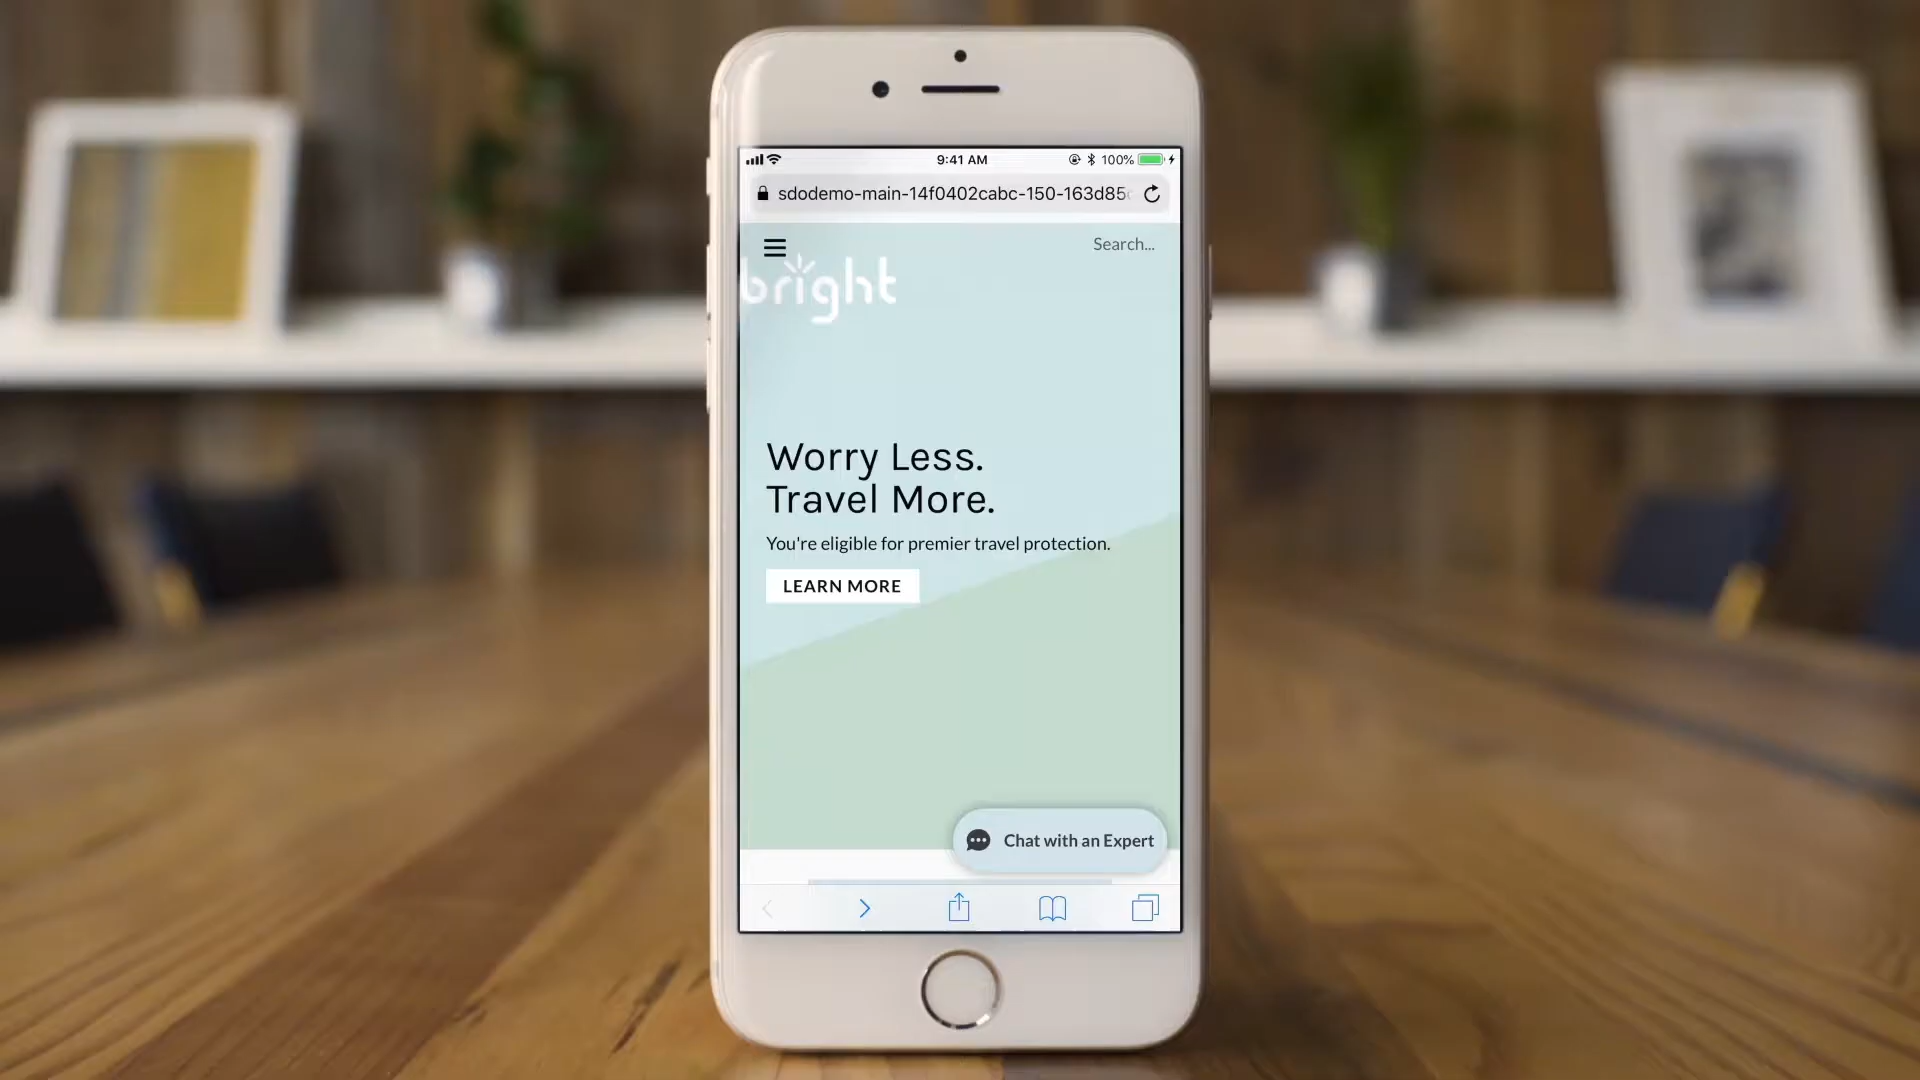 9:41 AM
100%
sdodemo-main-14f0402cabc-150-163d85
Search...
bright
Worry Less.
Travel More.
You're eligible for premier travel protection.
LEARN MORE
Chat with an Expert